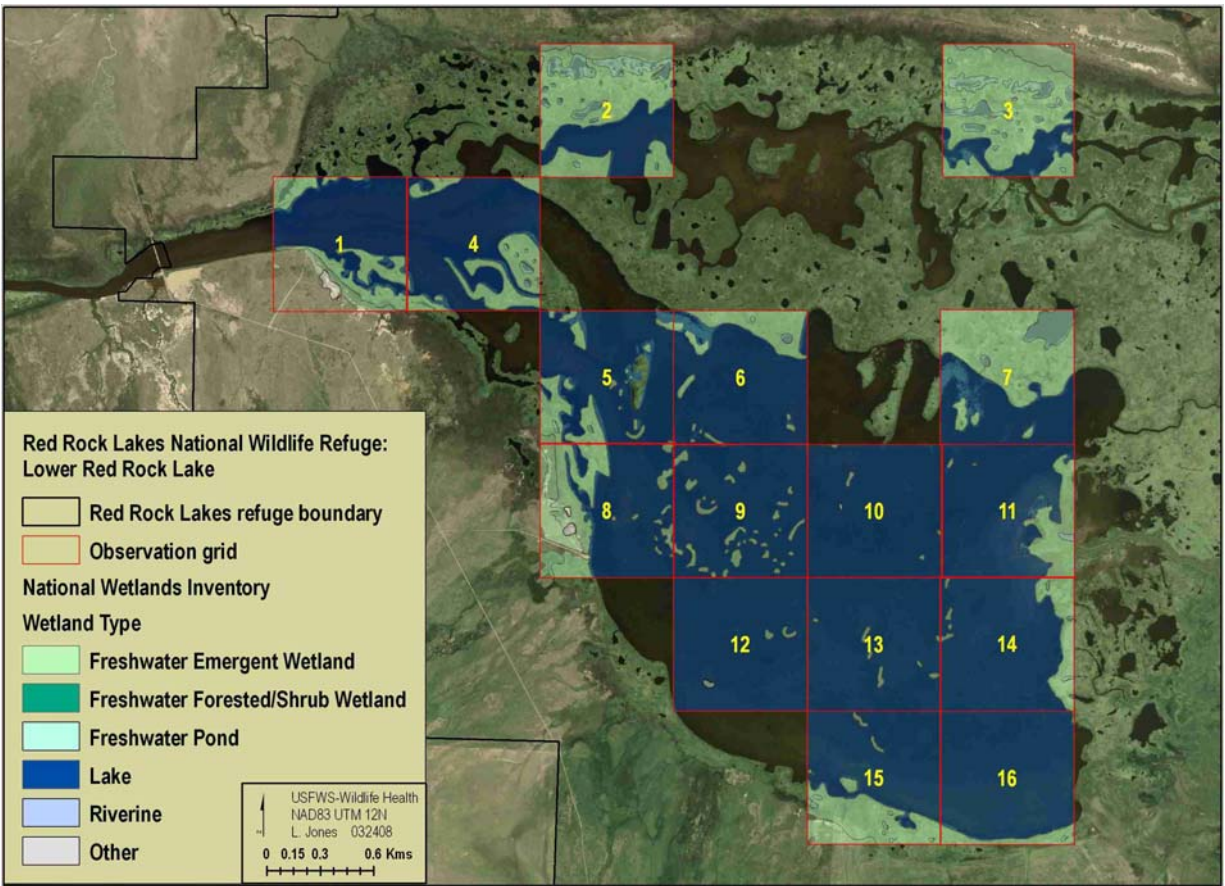 2
3
1
4
5
6
7
8
9
10
11
12
13
14
15
16
Red Rock Lakes National Wildlife Refuge:
Lower Red Rock Lake
Red Rock Lakes refuge boundary
Observation grid
National Wetlands Inventory
Wetland Type
Freshwater Emergent Wetland
Freshwater Forested/Shrub Wetland
Freshwater Pond
Lake
Riverine
Other
USFWS-Wildlife Health
NAD83 UTM 12N
L. Jones 032408
0 0.15 0.3 0.6 Kms